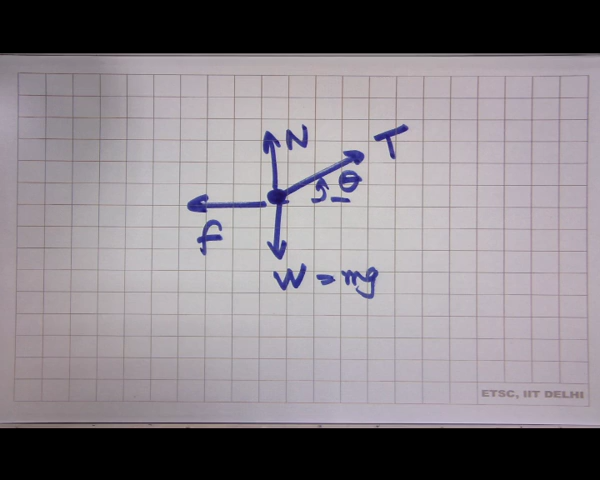 N
T
θ
f
W = mg
ETSC, IIT DELHI